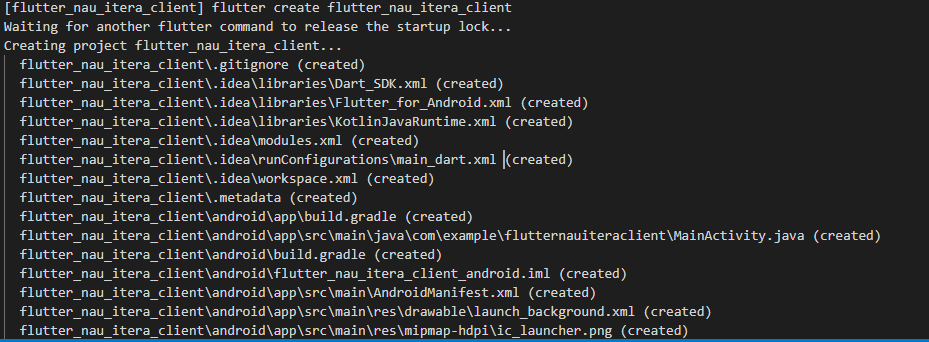 [flutter_nau_itera_client] flutter create flutter_nau_itera_client
Waiting for another flutter command to release the startup lock...
Creating project flutter_nau_itera_client...
flutter_nau_itera_client\.gitignore (created)
flutter_nau_itera_client\.idea\libraries\Dart_SDK.xml (created)
flutter_nau_itera_client\.idea\libraries\Flutter_for_Android.xml (created)
flutter_nau_itera_client\.idea\libraries\KotlinJavaRuntime.xml (created)
flutter_nau_itera_client\.idea\modules.xml (created)
flutter_nau_itera_client\.idea\runConfigurations\main_dart.xml (created)
flutter_nau_itera_client\.idea\workspace.xml (created)
flutter_nau_itera_client\.metadata (created)
flutter_nau_itera_client\android\app\build.gradle (created)
flutter_nau_itera_client\android\app\src\main\java\com\example\flutternauiteraclient\MainActivity.java (created)
flutter_nau_itera_client\android\build.gradle (created)
flutter_nau_itera_client\android\flutter_nau_itera_client_android.iml (created)
flutter_nau_itera_client\android\app\src\main\AndroidManifest.xml (created)
flutter_nau_itera_client\android\app\src\main\res\drawable\launch_background.xml (created)
flutter_nau_itera_client\android\app\src\main\res\mipmap-hdpi\ic_launcher.png (created)